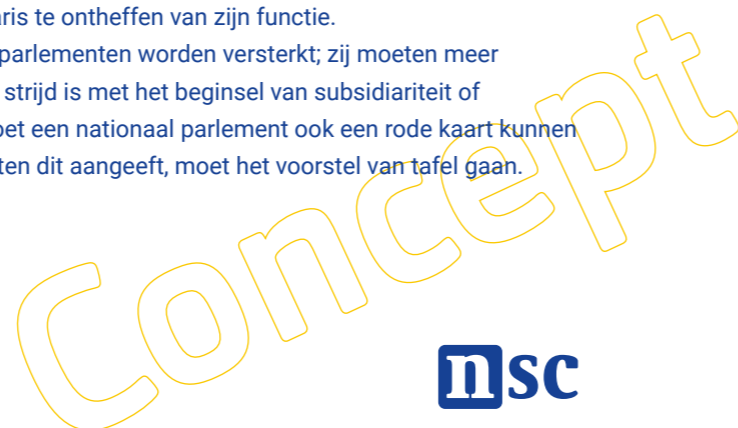 aris te ontheffen van zijn functie.
parlementen worden versterkt; zij moeten meer
strijd is met het beginsel van subsidiariteit of
oet een nationaal parlement ook een rode kaart kunnen
ten dit aangeeft, moet het voorstel van tafel gaan.
Concept
nsc